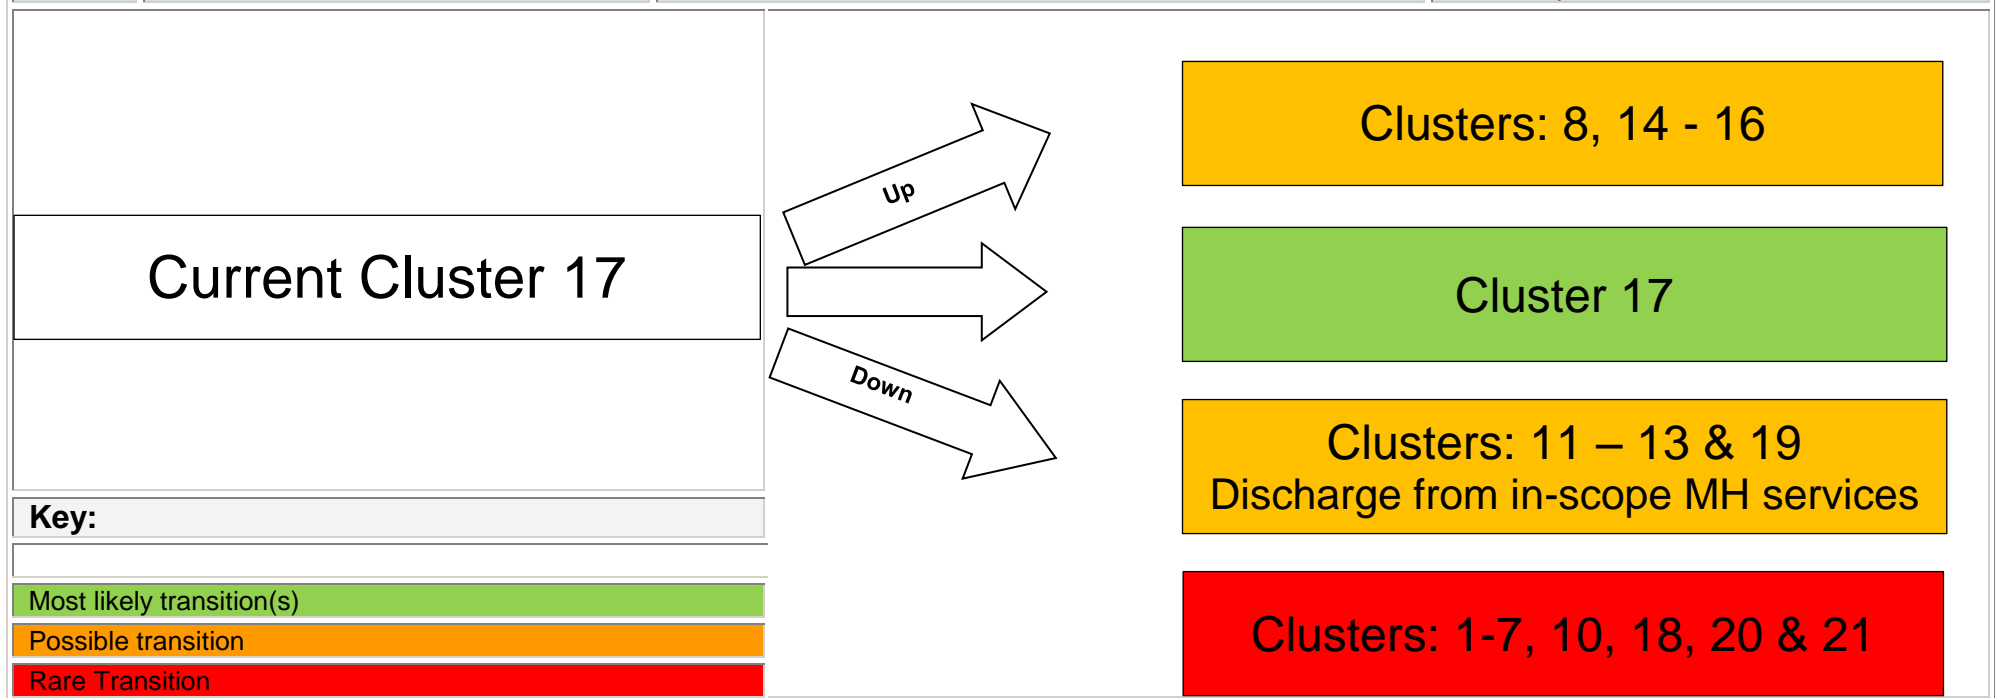 Clusters: 8, 14 - 16
Up
Current Cluster 17
Cluster 17
Down
Clusters: 11 – 13 & 19
Discharge from in-scope MH services
Key:
Most likely transition(s)
Possible transition
Rare Transition
Clusters: 1-7, 10, 18, 20 & 21